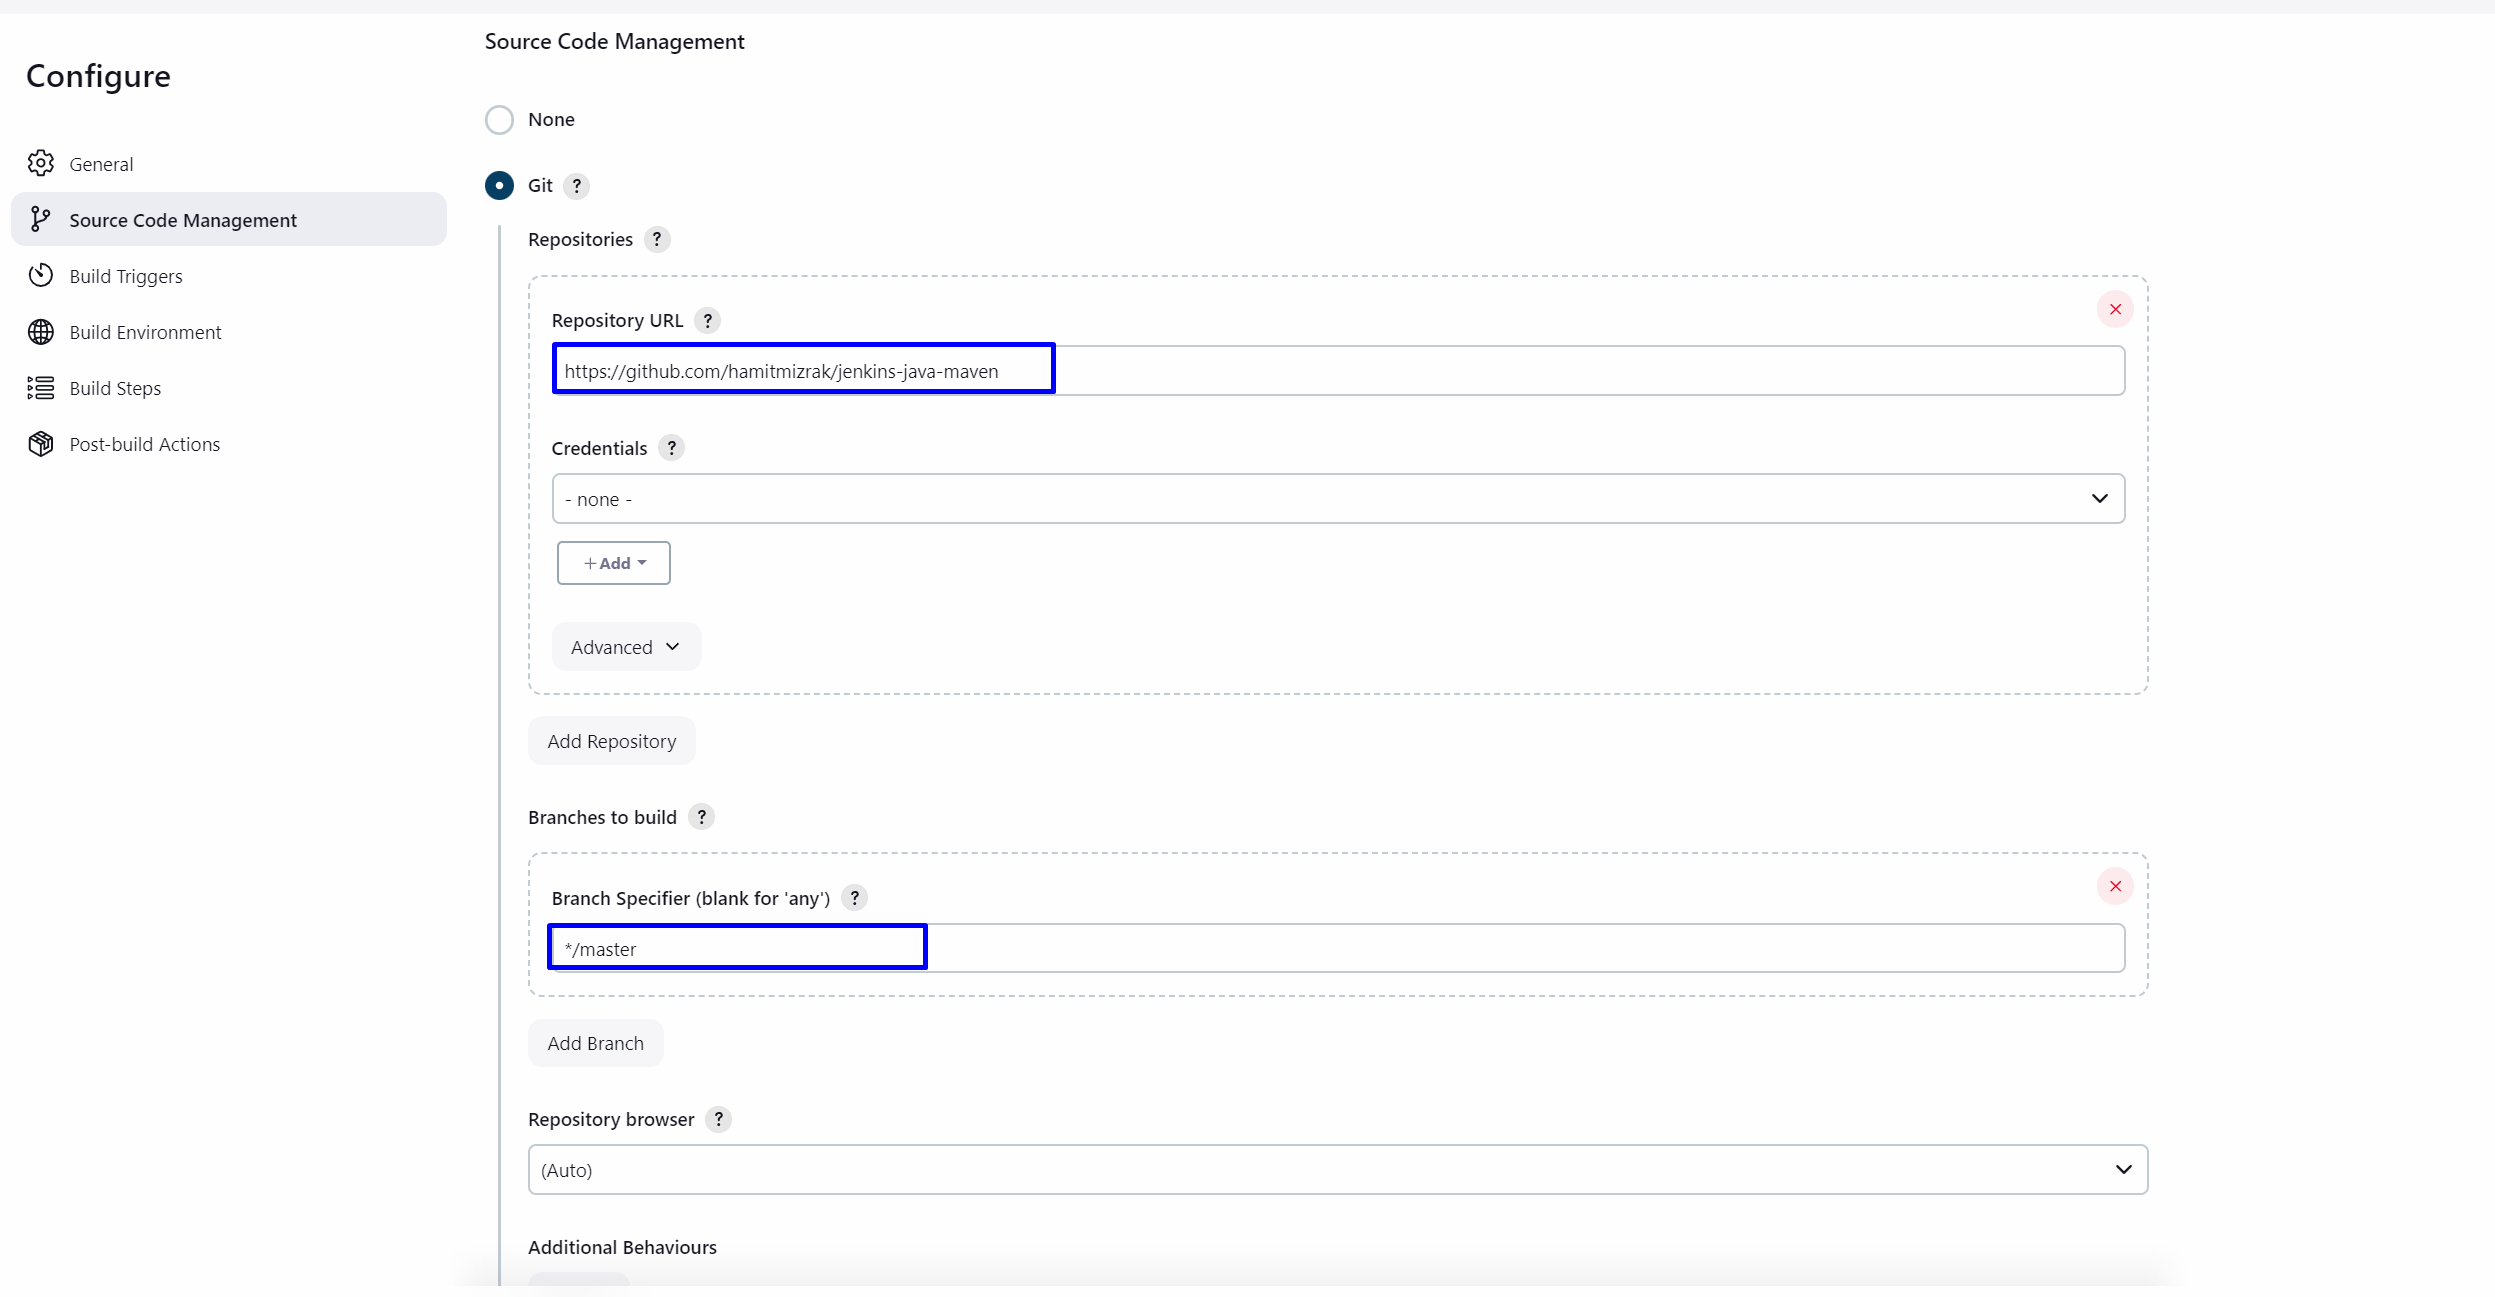 Source Code Management
Configure
None
General
Git ?
Source Code Management
Repositories ?
Build Triggers
Repository URL ?
Build Environment
https://github.com/hamitmizrak/jenkins-java-maven
Build Steps
Post-build Actions
Credentials ?
- none -
+ Add
Advanced
Add Repository
Branches to build ?
Branch Specifier (blank for 'any') ?
*/master
Add Branch
Repository browser ?
(Auto)
Additional Behaviours